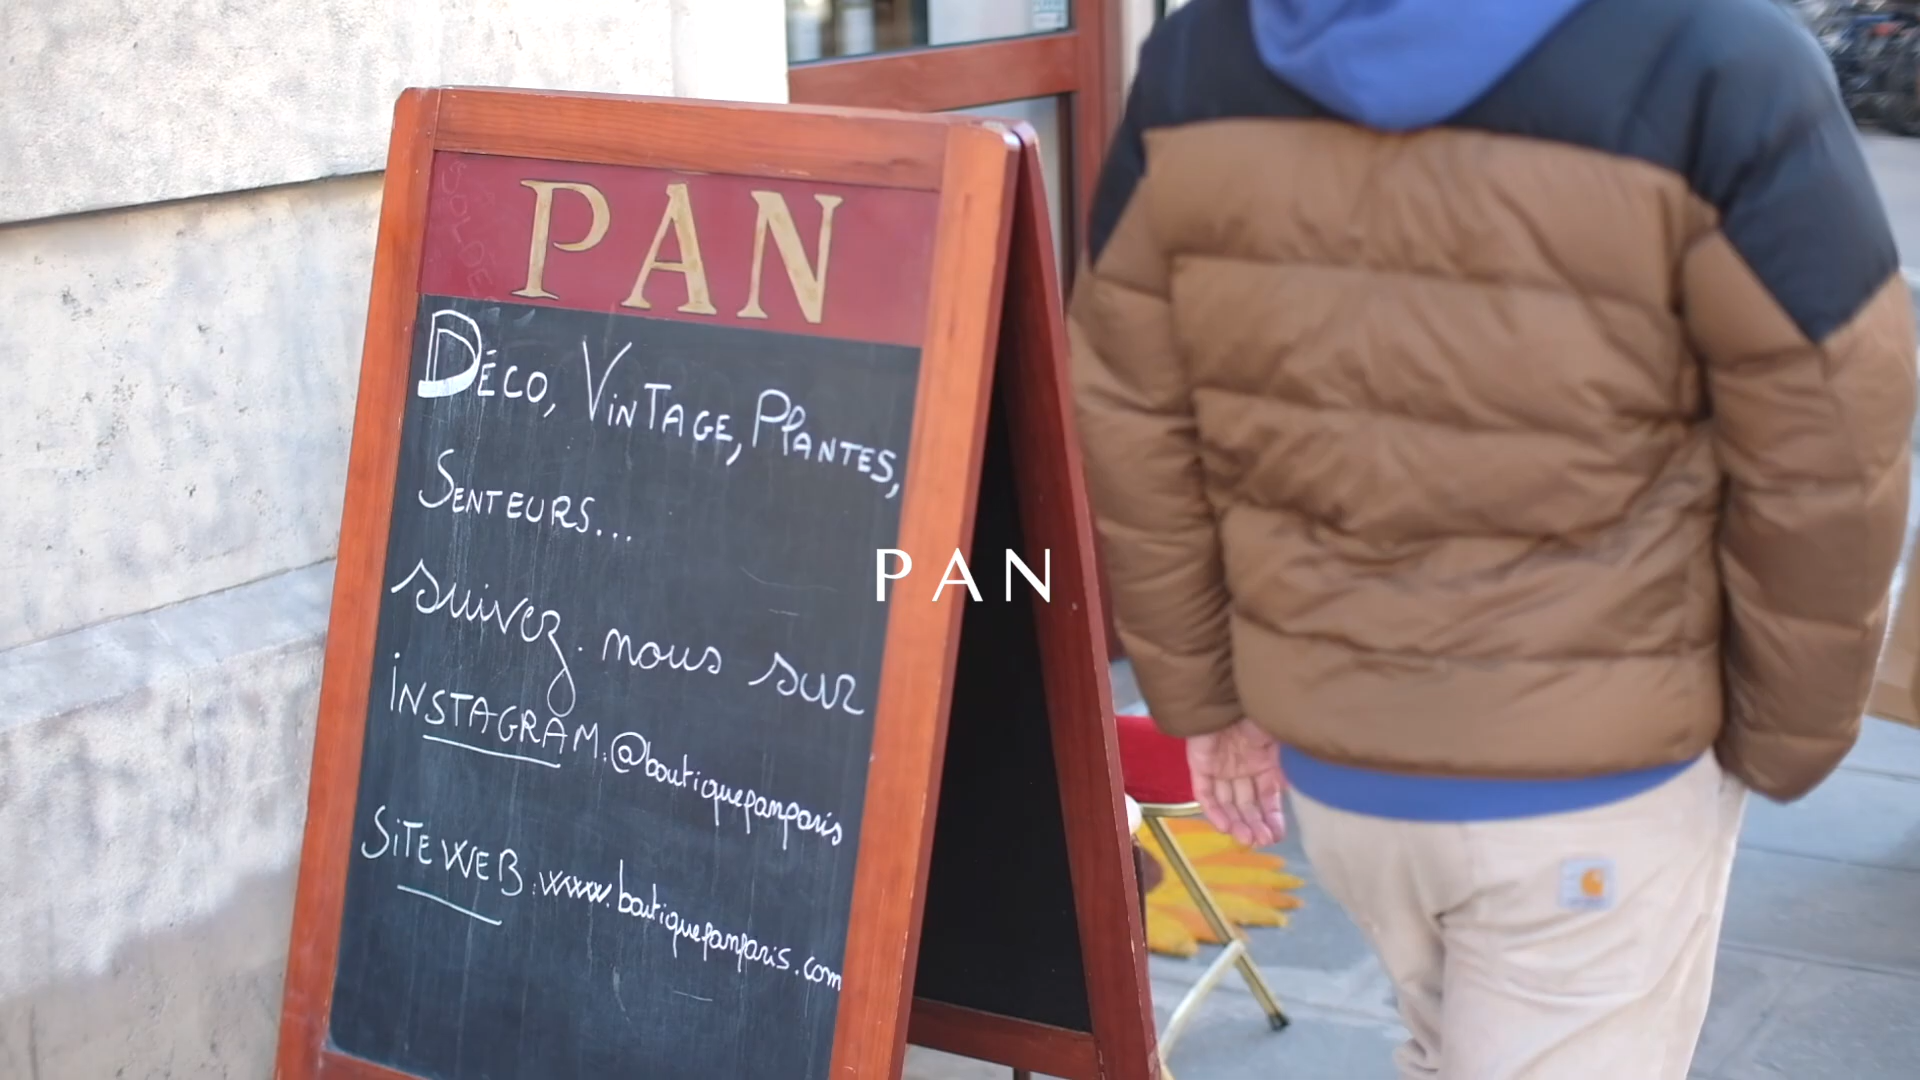 PAN
DÉCO, VINTAGE, PLANTES,
SENTEURS...
suivez-nous sur
INSTAGRAM: @boutiquepanparis
SITE WEB: www.boutiquepanparis.com
PAN